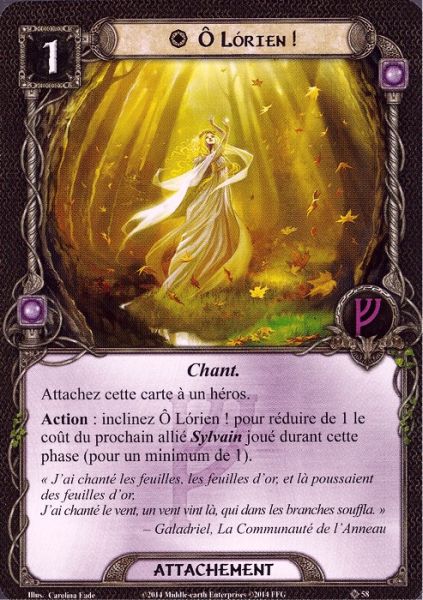 1
Ô Lórien !
Chant.
Attachez cette carte à un héros.
Action : inclinez Ô Lórien ! pour réduire de 1 le
coût du prochain allié Sylvain joué durant cette
phase (pour un minimum de 1).
« J'ai chanté les feuilles, les feuilles d'or, et là poussaient
des feuilles d'or,
J'ai chanté le vent, un vent vint là, qui dans les branches souffla. »
– Galadriel, La Communauté de l'Anneau
ATTACHEMENT
Illus. Carolina Eade ©2014 Middle-earth Enterprises ©2014 FFG 58